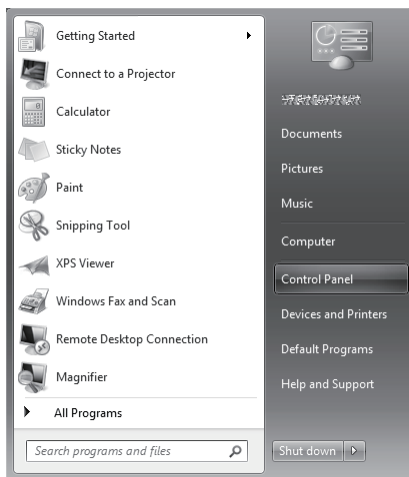 Getting Started
Connect to a Projector
Calculator
Sticky Notes
Paint
Snipping Tool
XPS Viewer
Windows Fax and Scan
Remote Desktop Connection
Magnifier
All Programs
Search programs and files
Documents
Pictures
Music
Computer
Control Panel
Devices and Printers
Default Programs
Help and Support
Shut down